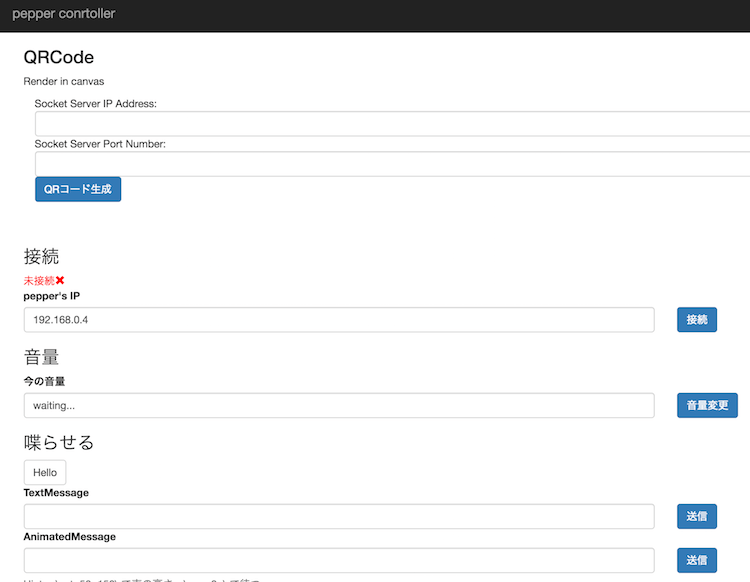 pepper conrtoller
QRCode
Render in canvas
Socket Server IP Address:
Socket Server Port Number:
QRコード生成
接続
未接続✖
pepper's IP
192.168.0.4
接続
音量
今の音量
waiting...
音量変更
喋らせる
Hello
TextMessage
送信
AnimatedMessage
送信